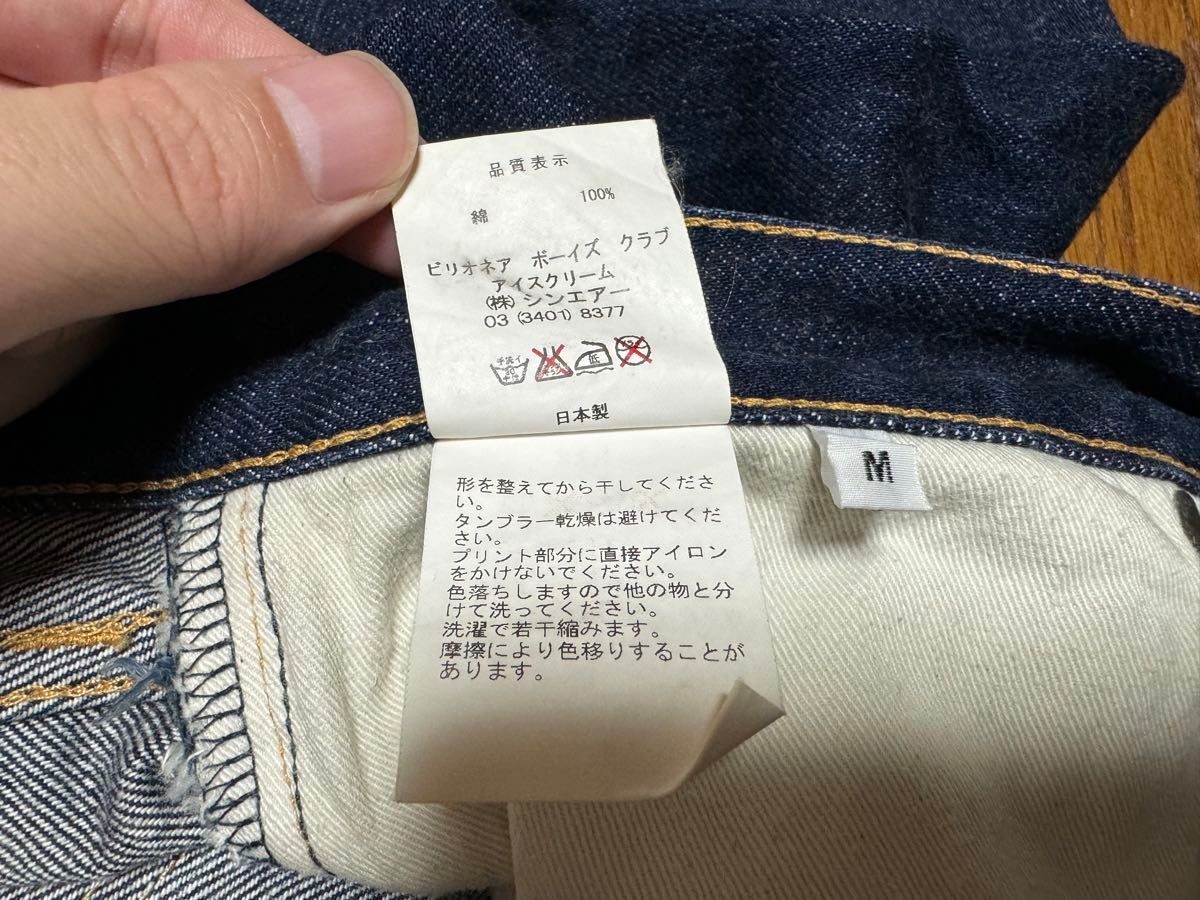 品質表示
綿 100%
ビリオネア ボーイズ クラブ
アイスクリーム
(株) シンエアー
03 (3401) 8377
手洗イ
30
中性
低
日本製
M
形を整えてから干してくださ
い。
タンブラー乾燥は避けてくだ
さい。
プリント部分に直接アイロン
をかけないでください。
色落ちしますので他の物と分
けて洗ってください。
洗濯で若干縮みます。
摩擦により色移りすることが
あります。